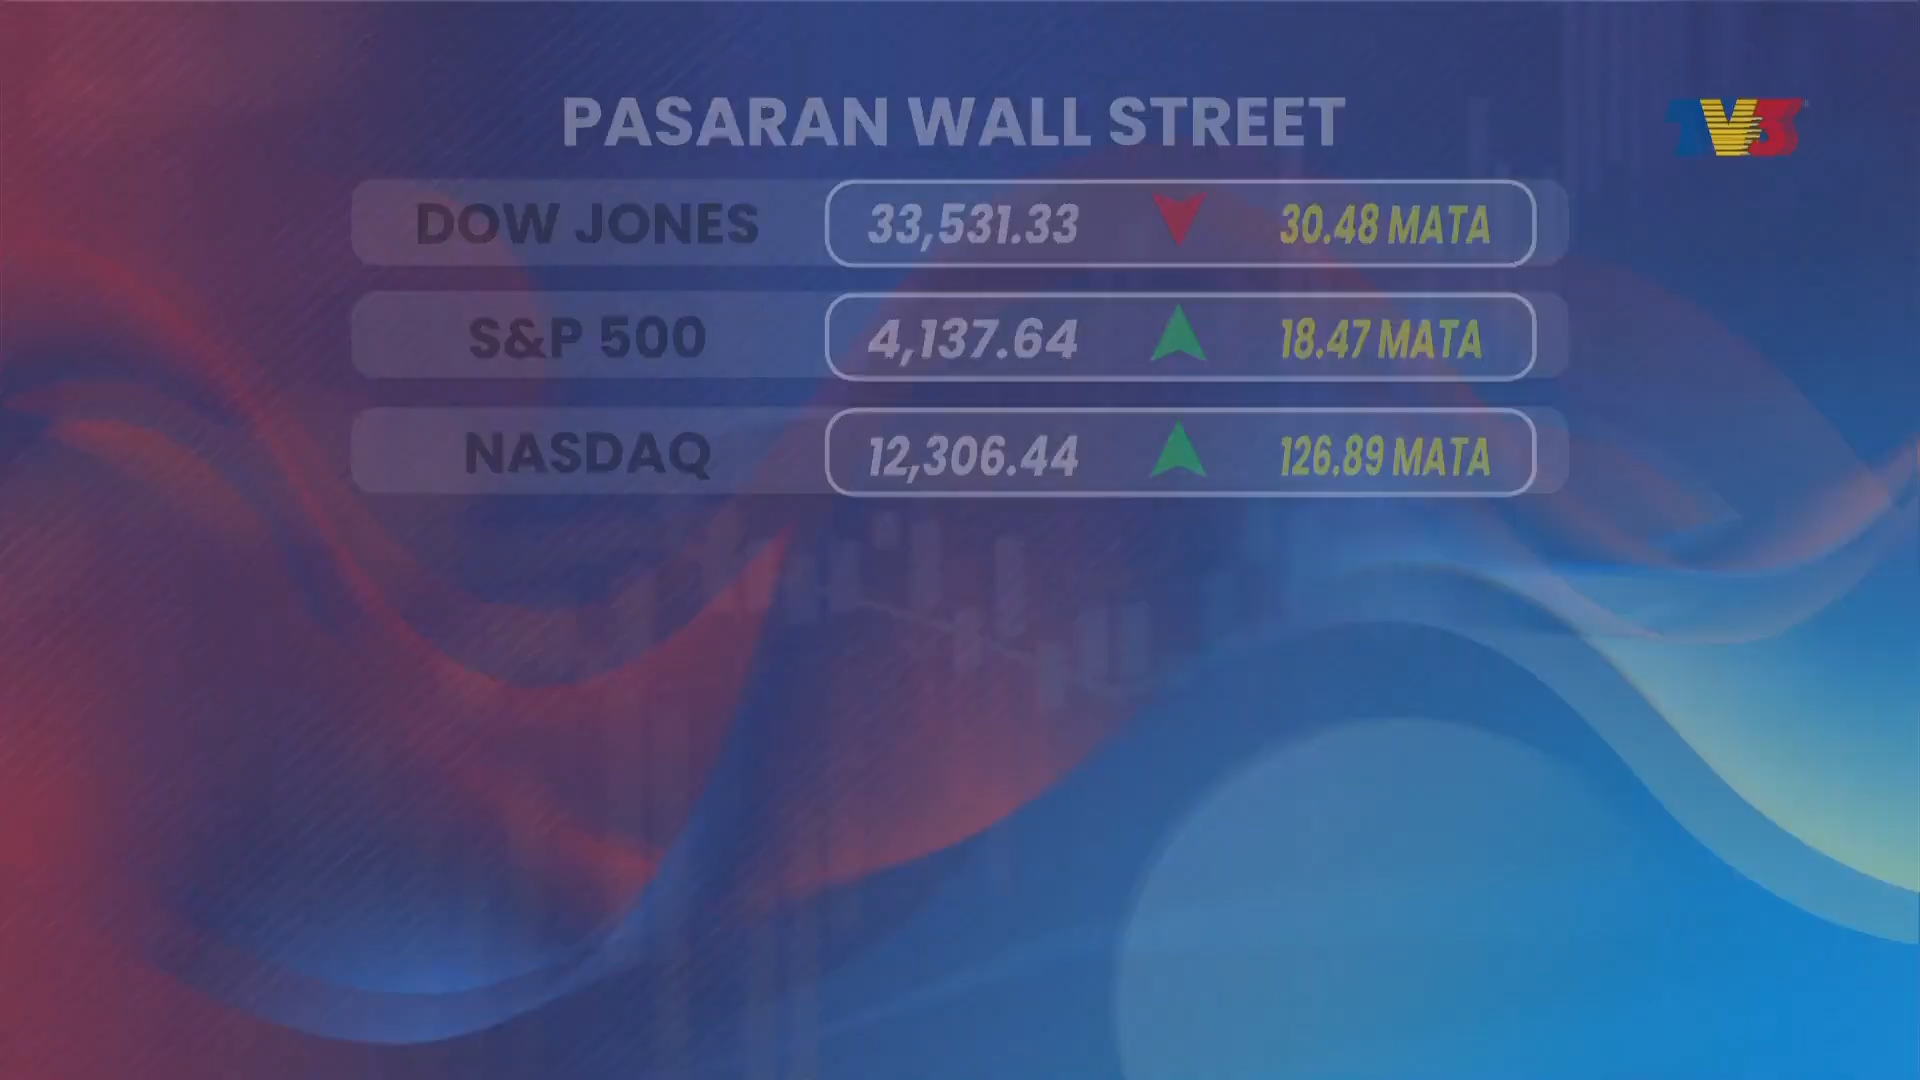 PASARAN WALL STREET
TV3
DOW JONES 33,531.33 30.48 MATA
S&P 500 4,137.64 18.47 MATA
NASDAQ 12,306.44 126.89 MATA